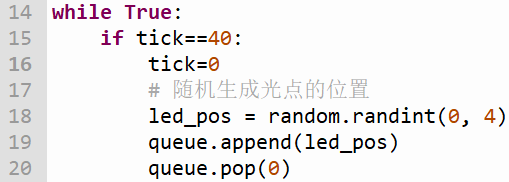 14 while True:
15     if tick==40:
16         tick=0
17         # 随机生成光点的位置
18         led_pos = random.randint(0, 4)
19         queue.append(led_pos)
20         queue.pop(0)